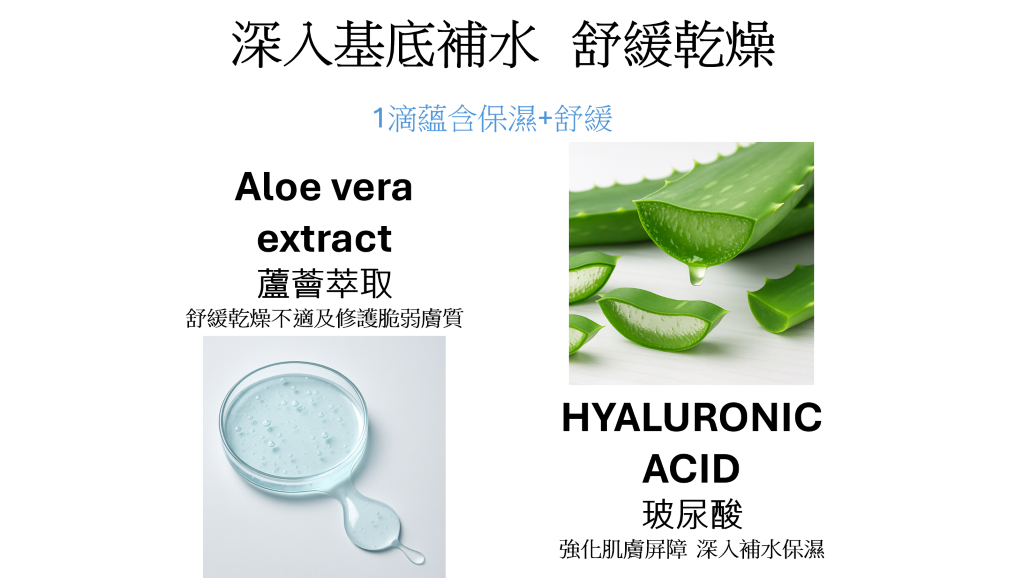 深入基底補水 舒緩乾燥
1滴蘊含保濕+舒緩
Aloe vera
extract
蘆薈萃取
舒緩乾燥不適及修護脆弱膚質
HYALURONIC
ACID
玻尿酸
強化肌膚屏障 深入補水保濕